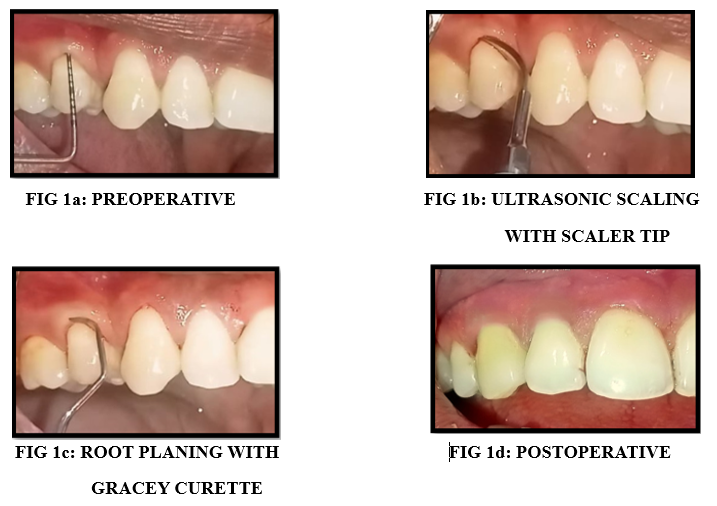 FIG 1a: PREOPERATIVE
FIG 1b: ULTRASONIC SCALING
WITH SCALER TIP
FIG 1c: ROOT PLANING WITH
GRACEY CURETTE
FIG 1d: POSTOPERATIVE